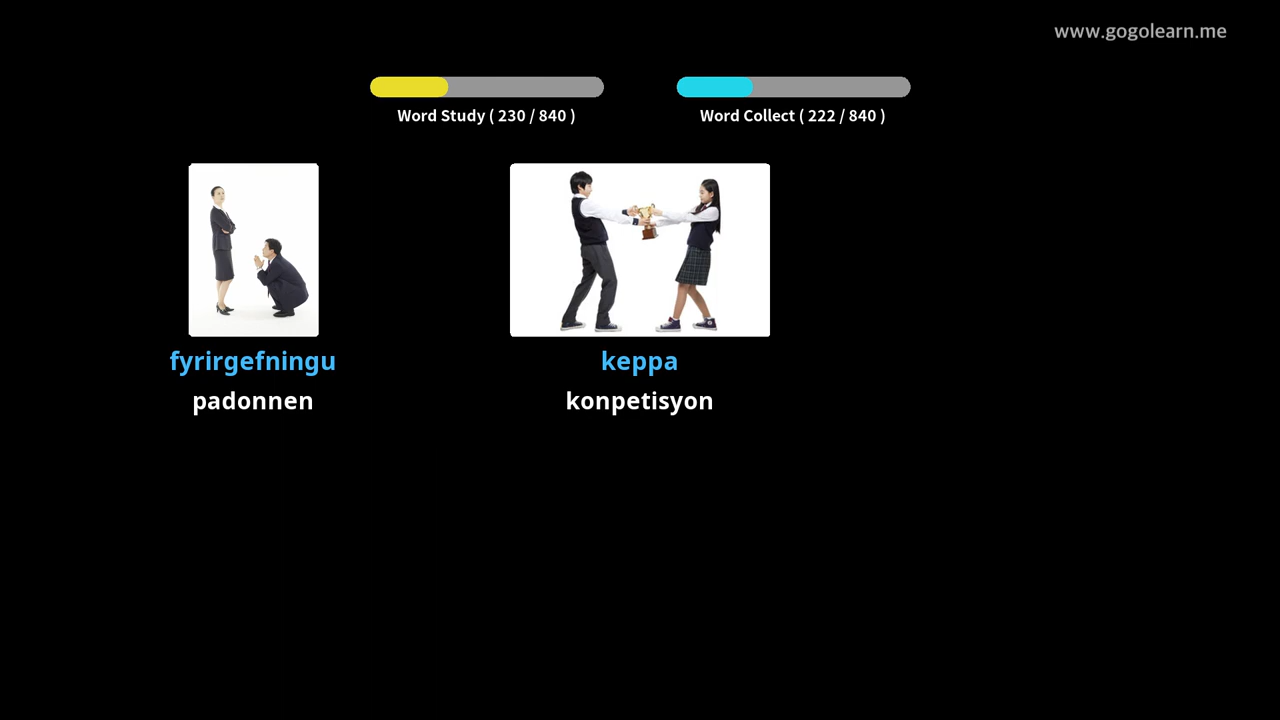 www.gogolearn.me
Word Study ( 230 / 840 )
Word Collect ( 222 / 840 )
fyrirgefningu
padonnen
keppa
konpetisyon